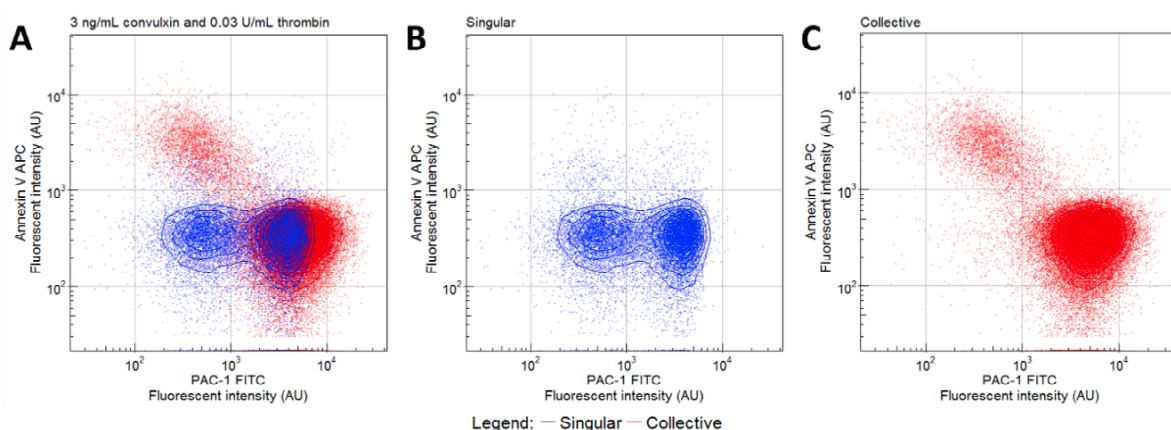 A
3 ng/mL convulxin and 0.03 U/mL thrombin
Annexin V APC
Fluorescent intensity (AU)
10⁴
10³
10²
10² 10³ 10⁴
PAC-1 FITC
Fluorescent intensity (AU)
B
Singular
Annexin V APC
Fluorescent intensity (AU)
10⁴
10³
10²
10² 10³ 10⁴
PAC-1 FITC
Fluorescent intensity (AU)
C
Collective
Annexin V APC
Fluorescent intensity (AU)
10⁴
10³
10²
10² 10³ 10⁴
PAC-1 FITC
Fluorescent intensity (AU)
Legend: Singular Collective